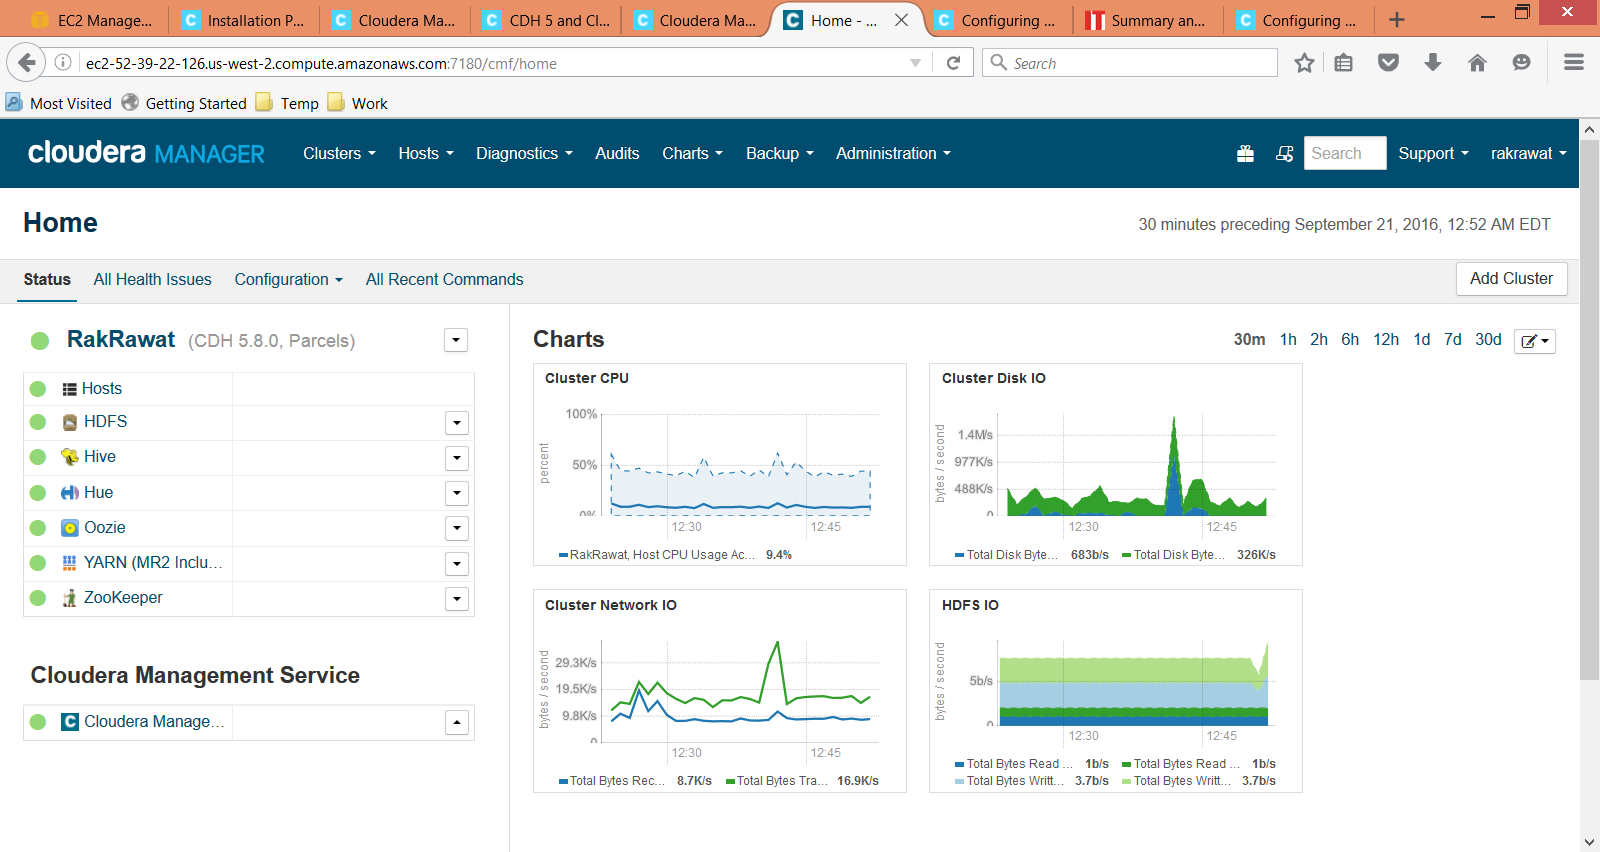 EC2 Manage...
Installation P...
Cloudera Ma...
CDH 5 and Cl...
Cloudera Ma...
Home - ...
Configuring ...
Summary an...
Configuring ...
ec2-52-39-22-126.us-west-2.compute.amazonaws.com:7180/cmf/home
Search
Most Visited
Getting Started
Temp
Work
cloudera MANAGER
Clusters
Hosts
Diagnostics
Audits
Charts
Backup
Administration
Search
Support
rakrawat
Home
30 minutes preceding September 21, 2016, 12:52 AM EDT
Status
All Health Issues
Configuration
All Recent Commands
Add Cluster
RakRawat (CDH 5.8.0, Parcels)
Hosts
HDFS
Hive
Hue
Oozie
YARN (MR2 Inclu...
ZooKeeper
Cloudera Management Service
Cloudera Manage...
Charts
30m 1h 2h 6h 12h 1d 7d 30d
Cluster CPU
percent
100%
50%
0%
12:30
12:45
RakRawat, Host CPU Usage Ac... 9.4%
Cluster Disk IO
bytes / second
1.4M/s
977K/s
488K/s
0
12:30
12:45
Total Disk Byte... 683b/s
Total Disk Byte... 326K/s
Cluster Network IO
bytes / second
29.3K/s
19.5K/s
9.8K/s
0
12:30
12:45
Total Bytes Rec... 8.7K/s
Total Bytes Tra... 16.9K/s
HDFS IO
bytes / second
5b/s
0
12:30
12:45
Total Bytes Read ... 1b/s
Total Bytes Read ... 1b/s
Total Bytes Writt... 3.7b/s
Total Bytes Writt... 3.7b/s